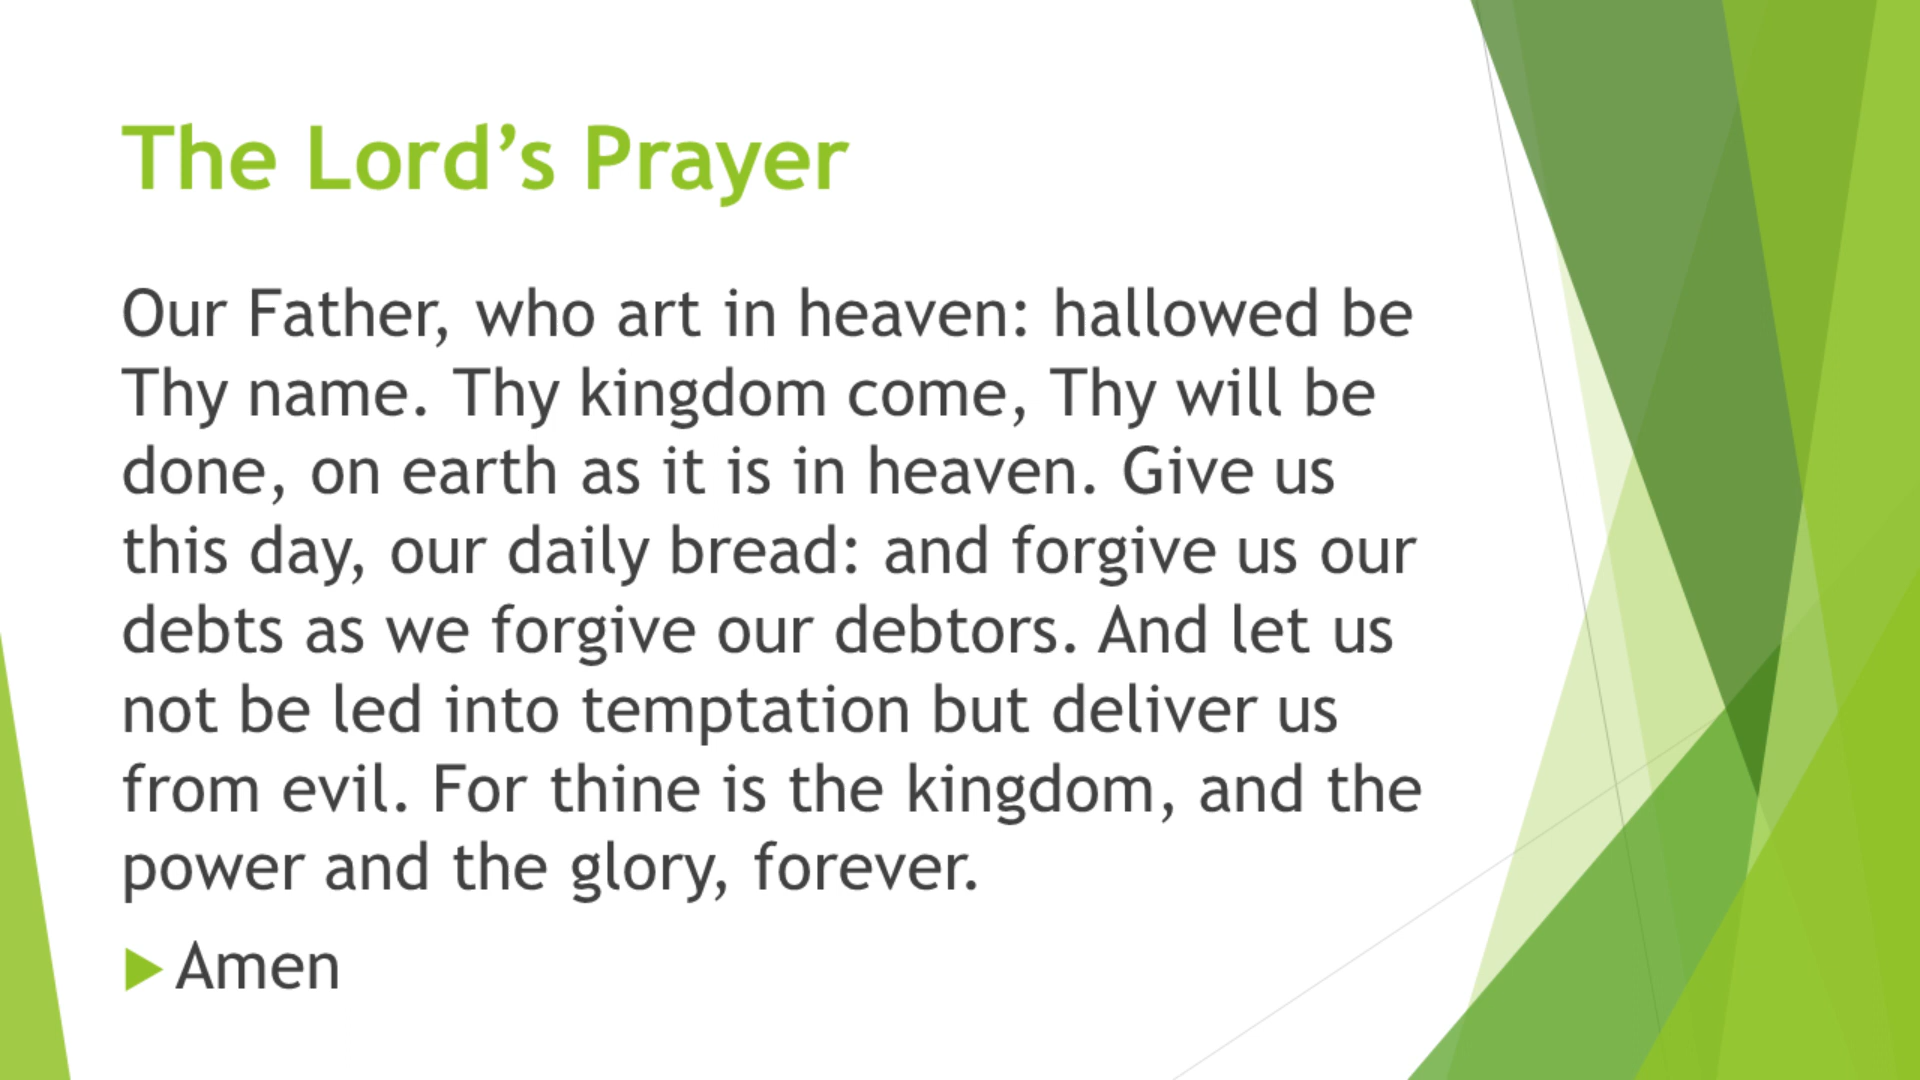 The Lord’s Prayer
Our Father, who art in heaven: hallowed be
Thy name. Thy kingdom come, Thy will be
done, on earth as it is in heaven. Give us
this day, our daily bread: and forgive us our
debts as we forgive our debtors. And let us
not be led into temptation but deliver us
from evil. For thine is the kingdom, and the
power and the glory, forever.
Amen